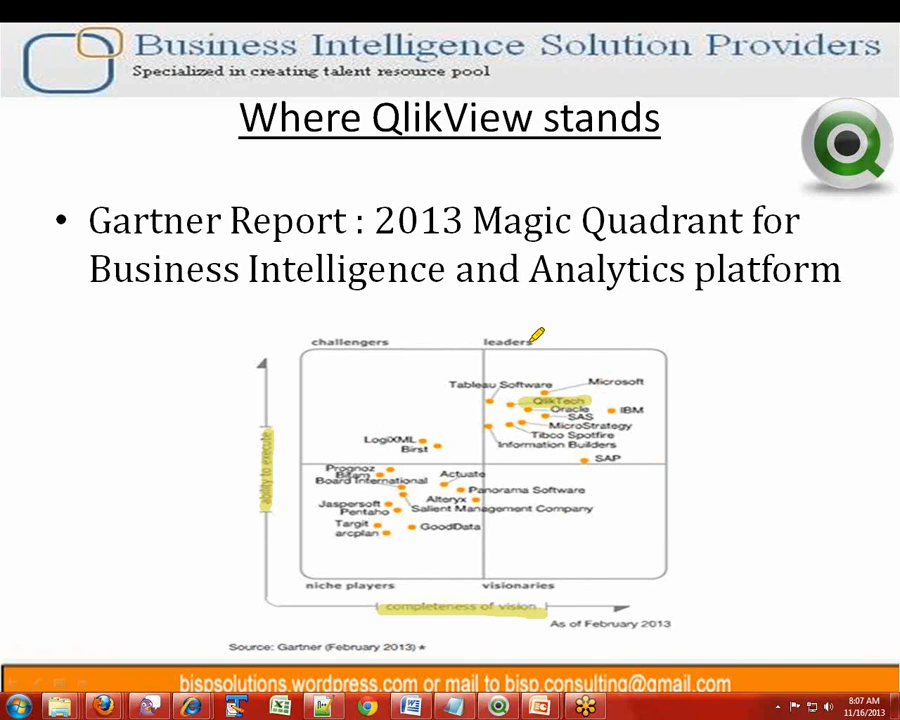 Business Intelligence Solution Providers
Specialized in creating talent resource pool
Where QlikView stands
• Gartner Report : 2013 Magic Quadrant for
Business Intelligence and Analytics platform
challengers
leaders
Tableau Software
Microsoft
QlikTech
Oracle
IBM
SAS
MicroStrategy
Tibco Spotfire
Information Builders
LogiXML
Birst
SAP
Prognoz
Bitam
Board International
Actuate
Panorama Software
Alteryx
Jaspersoft
Salient Management Company
Pentaho
Targit
GoodData
arcplan
ability to execute
niche players
visionaries
completeness of vision
As of February 2013
Source: Gartner (February 2013) *
bispsolutions.wordpress.com or mail to bisp.consulting@gmail.com
8:07 AM
11/16/2013